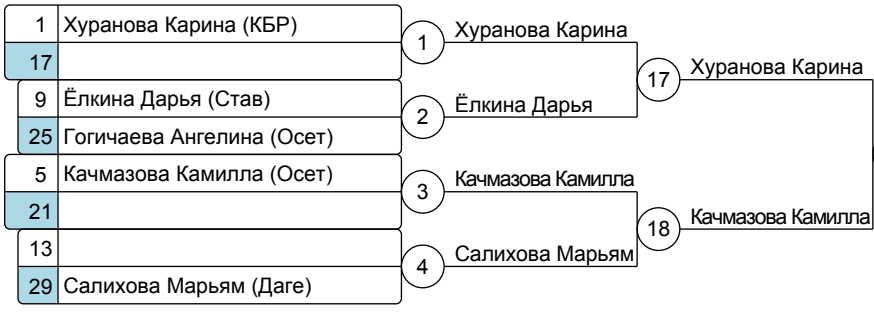 1 Хуранова Карина (КБР)
17
9 Ёлкина Дарья (Став)
25 Гогичаева Ангелина (Осет)
5 Качмазова Камилла (Осет)
21
13
29 Салихова Марьям (Даге)
1
2
3
4
Хуранова Карина
Ёлкина Дарья
Качмазова Камилла
Салихова Марьям
17
18
Хуранова Карина
Качмазова Камилла